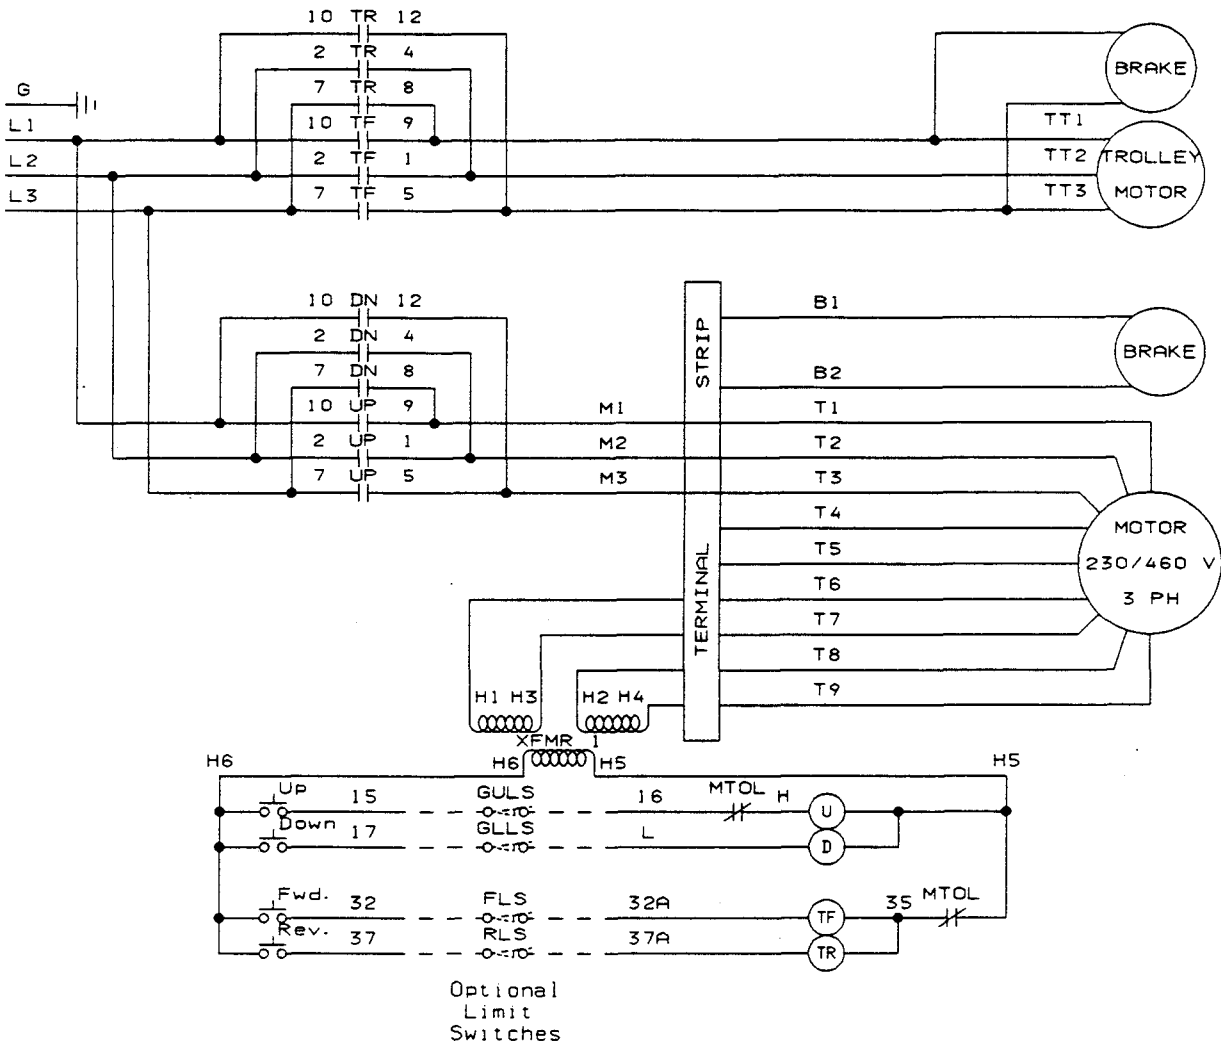 10 TR 12
2 TR 4
7 TR 8
10 TF 9
2 TF 1
7 TF 5
G
L1
L2
L3
BRAKE
TT1
TT2
TT3
TROLLEY
MOTOR
10 DN 12
2 DN 4
7 DN 8
10 UP 9
2 UP 1
7 UP 5
M1
M2
M3
TERMINAL STRIP
B1
B2
BRAKE
T1
T2
T3
T4
T5
T6
T7
T8
T9
MOTOR
230/460 V
3 PH
H1 H3
H2 H4
XFMR 1
H6 H5
H6
H5
Up 15 GULS 16 MTOL H U
Down 17 GLLS L D
Fwd. 32 FLS 32A TF 35 MTOL
Rev. 37 RLS 37A TR
Optional
Limit
Switches